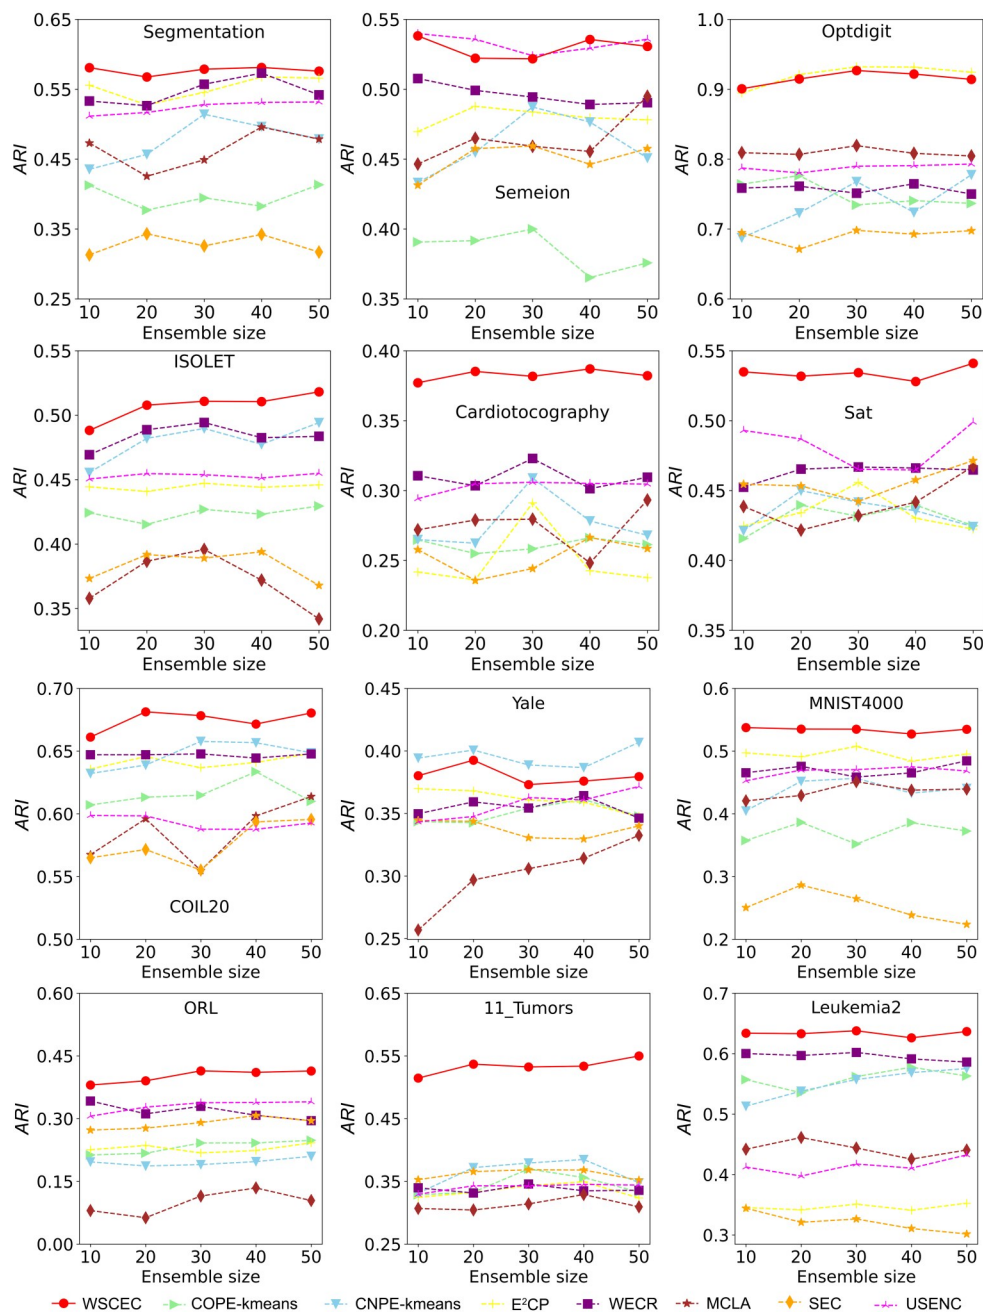 Segmentation
ARI
0.65
0.55
0.45
0.35
0.25
10 20 30 40 50
Ensemble size
Semeion
ARI
0.55
0.50
0.45
0.40
0.35
10 20 30 40 50
Ensemble size
Optdigit
ARI
1.0
0.9
0.8
0.7
0.6
10 20 30 40 50
Ensemble size
ISOLET
ARI
0.55
0.50
0.45
0.40
0.35
10 20 30 40 50
Ensemble size
Cardiotocography
ARI
0.40
0.35
0.30
0.25
0.20
10 20 30 40 50
Ensemble size
Sat
ARI
0.55
0.50
0.45
0.40
0.35
10 20 30 40 50
Ensemble size
COIL20
ARI
0.70
0.65
0.60
0.55
0.50
10 20 30 40 50
Ensemble size
Yale
ARI
0.45
0.40
0.35
0.30
0.25
10 20 30 40 50
Ensemble size
MNIST4000
ARI
0.6
0.5
0.4
0.3
0.2
10 20 30 40 50
Ensemble size
ORL
ARI
0.60
0.45
0.30
0.15
0.00
10 20 30 40 50
Ensemble size
11_Tumors
ARI
0.65
0.55
0.45
0.35
0.25
10 20 30 40 50
Ensemble size
Leukemia2
ARI
0.7
0.6
0.5
0.4
0.3
10 20 30 40 50
Ensemble size
WSCEC COPE-kmeans CNPE-kmeans E²CP WECR MCLA SEC USENC